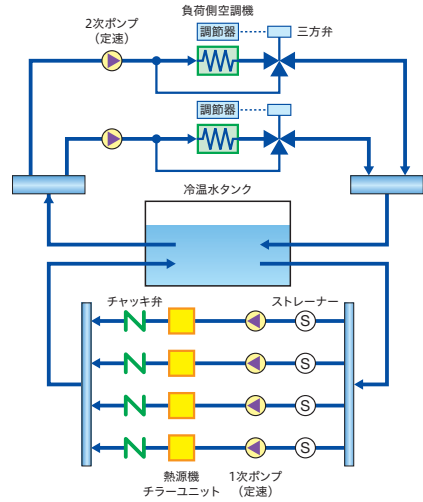 負荷側空調機
2次ポンプ
(定速)
調節器
三方弁
調節器
冷温水タンク
チャッキ弁
ストレーナー
S
S
S
S
熱源機
チラーユニット
1次ポンプ
(定速)